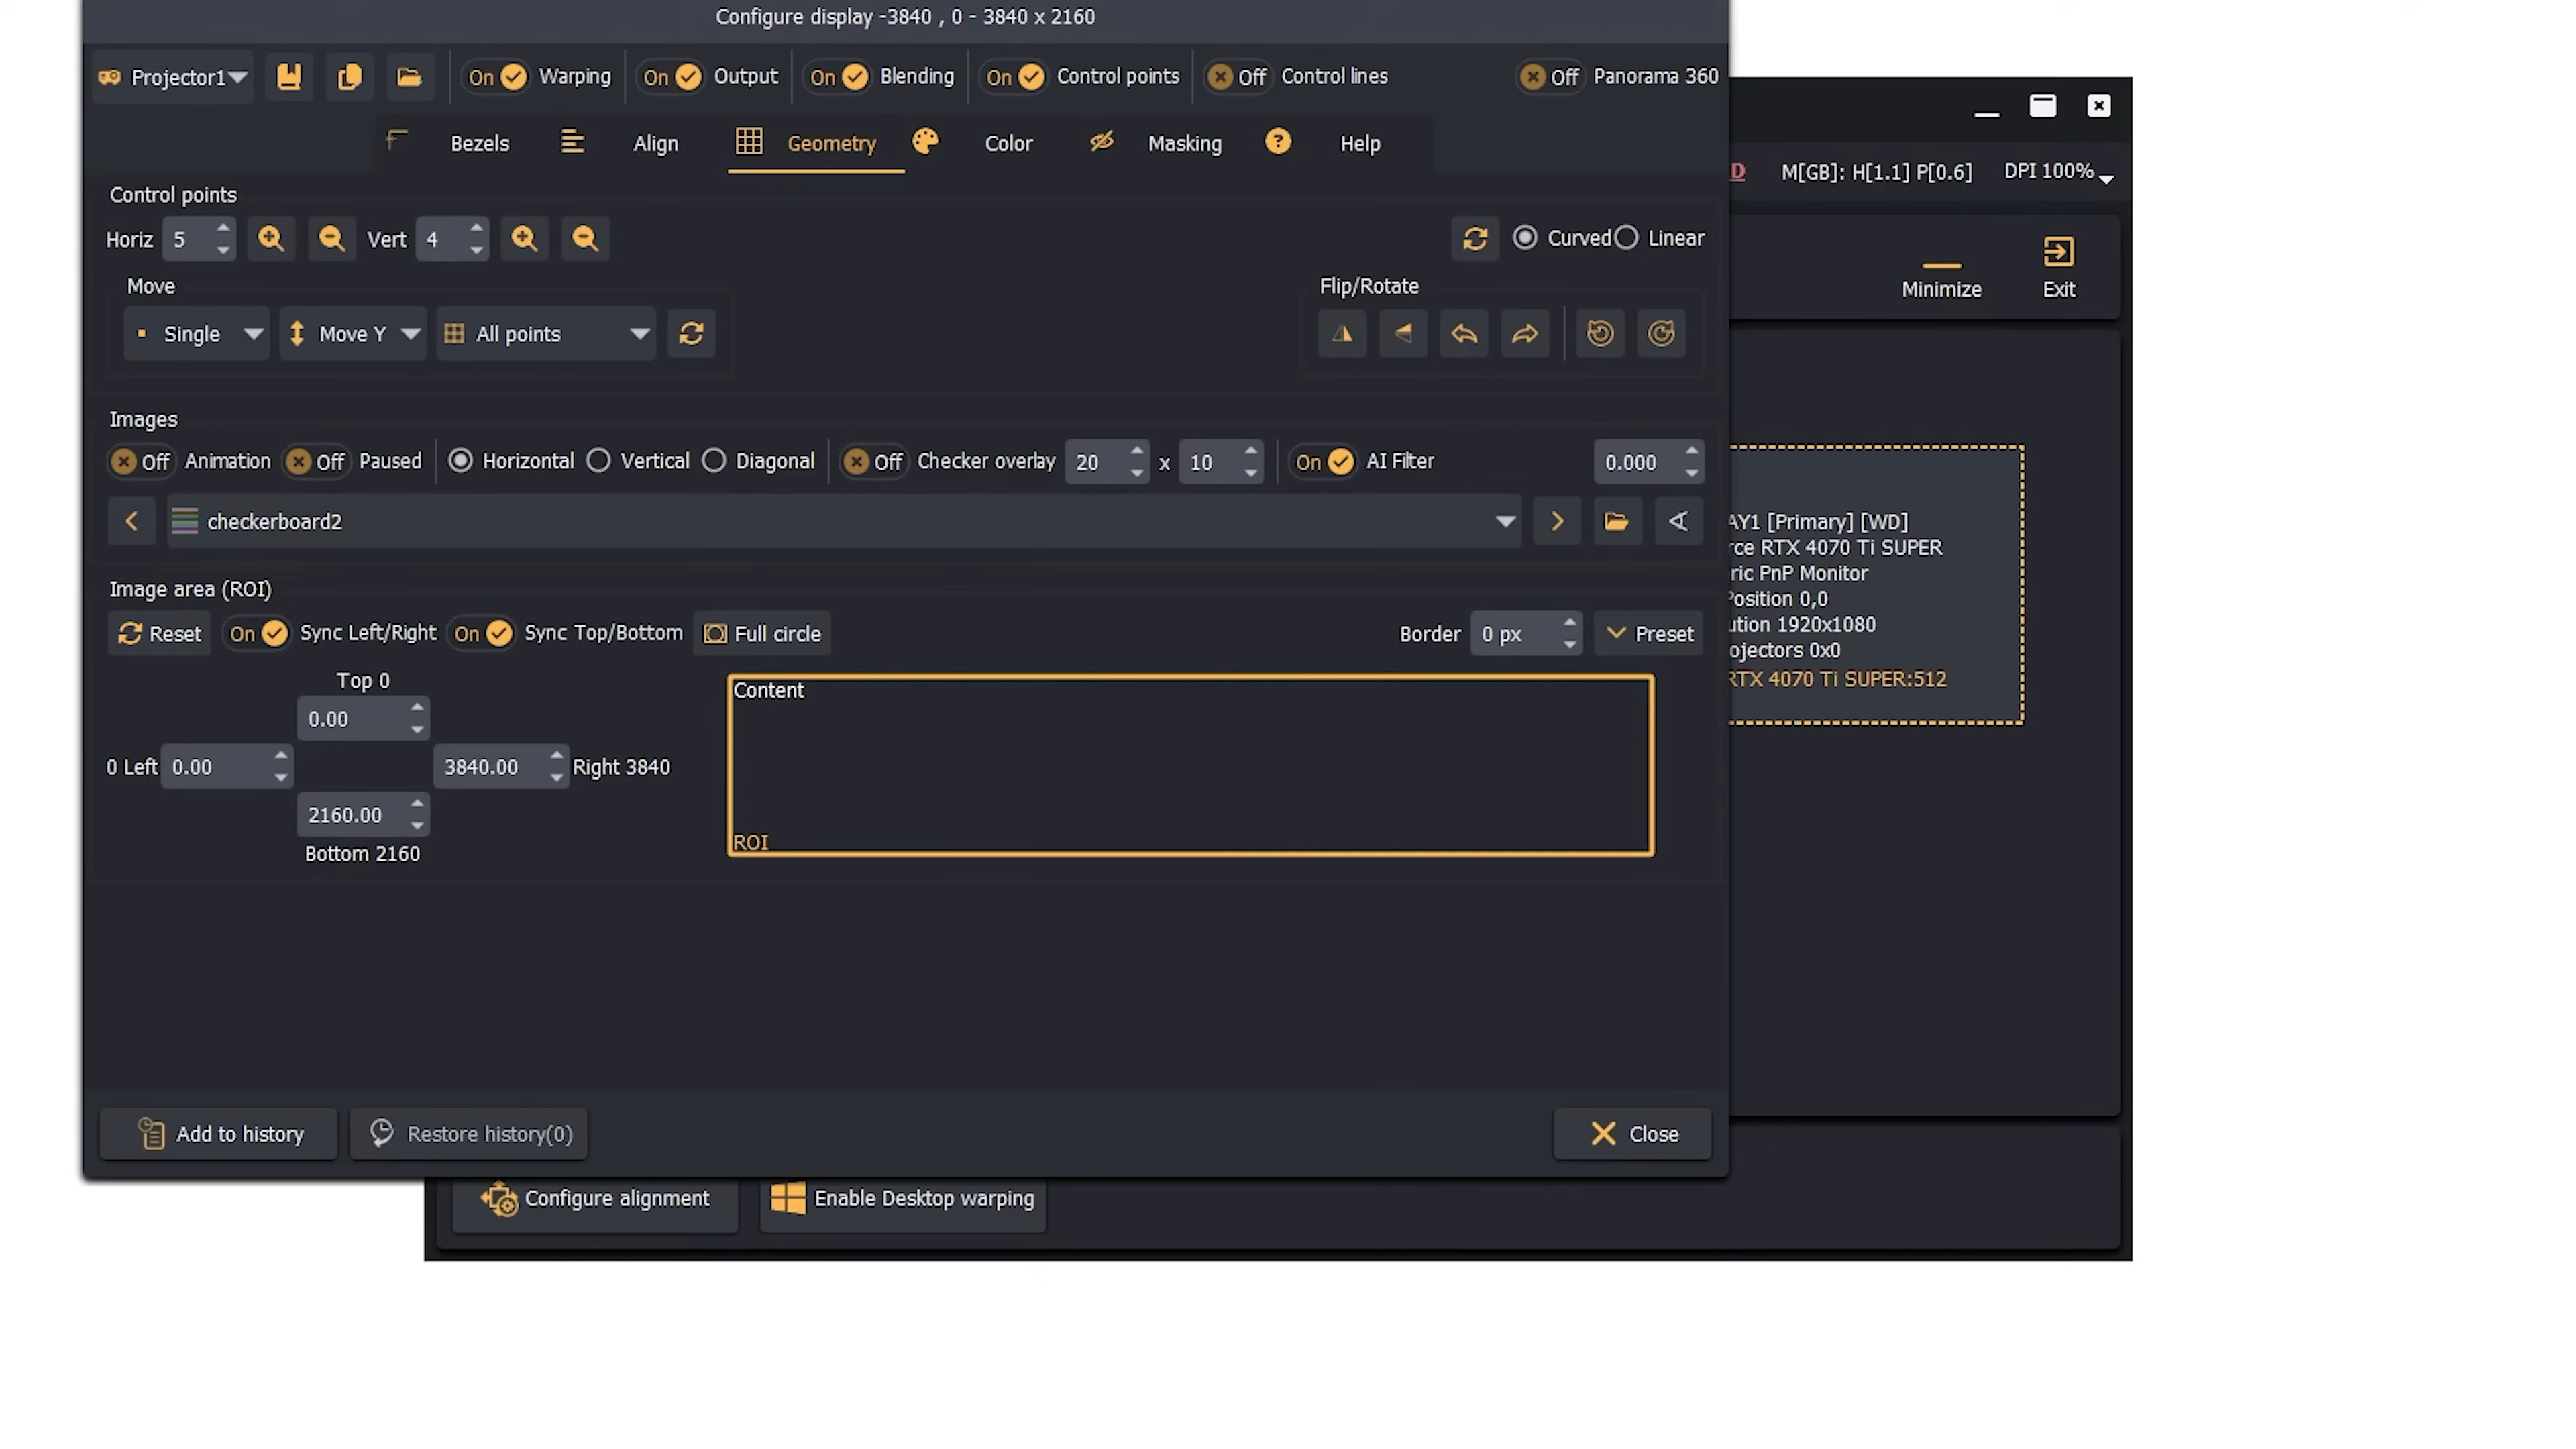 Configure display -3840 , 0 - 3840 x 2160
Projector1 On Warping On Output On Blending On Control points Off Control lines Off Panorama 360
Bezels Align Geometry Color Masking ? Help
D M[GB]: H[1.1] P[0.6] DPI 100%
Control points
Horiz 5 Vert 4 Curved Linear
Minimize Exit
Move Flip/Rotate
Single Move Y All points
Images
Off Animation Off Paused Horizontal Vertical Diagonal Off Checker overlay 20 x 10 On AI Filter 0.000
checkerboard2
AY1 [Primary] [WD]
rce RTX 4070 Ti SUPER
ric PnP Monitor
Position 0,0
ution 1920x1080
ojectors 0x0
RTX 4070 Ti SUPER:512
Image area (ROI)
Reset On Sync Left/Right On Sync Top/Bottom Full circle Border 0 px Preset
Top 0
0.00
0 Left 0.00 3840.00 Right 3840
2160.00
Bottom 2160
Content
ROI
Add to history Restore history(0) Close
Configure alignment Enable Desktop warping